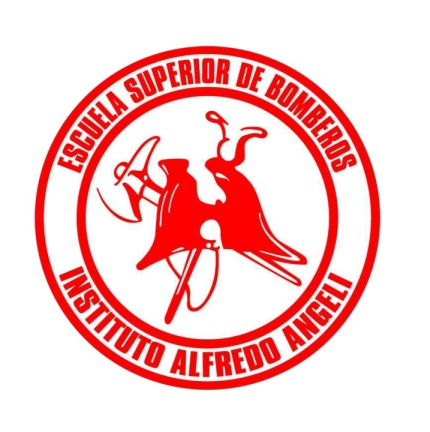 ESCUELA SUPERIOR DE BOMBEROS
INSTITUTO ALFREDO ANGELI